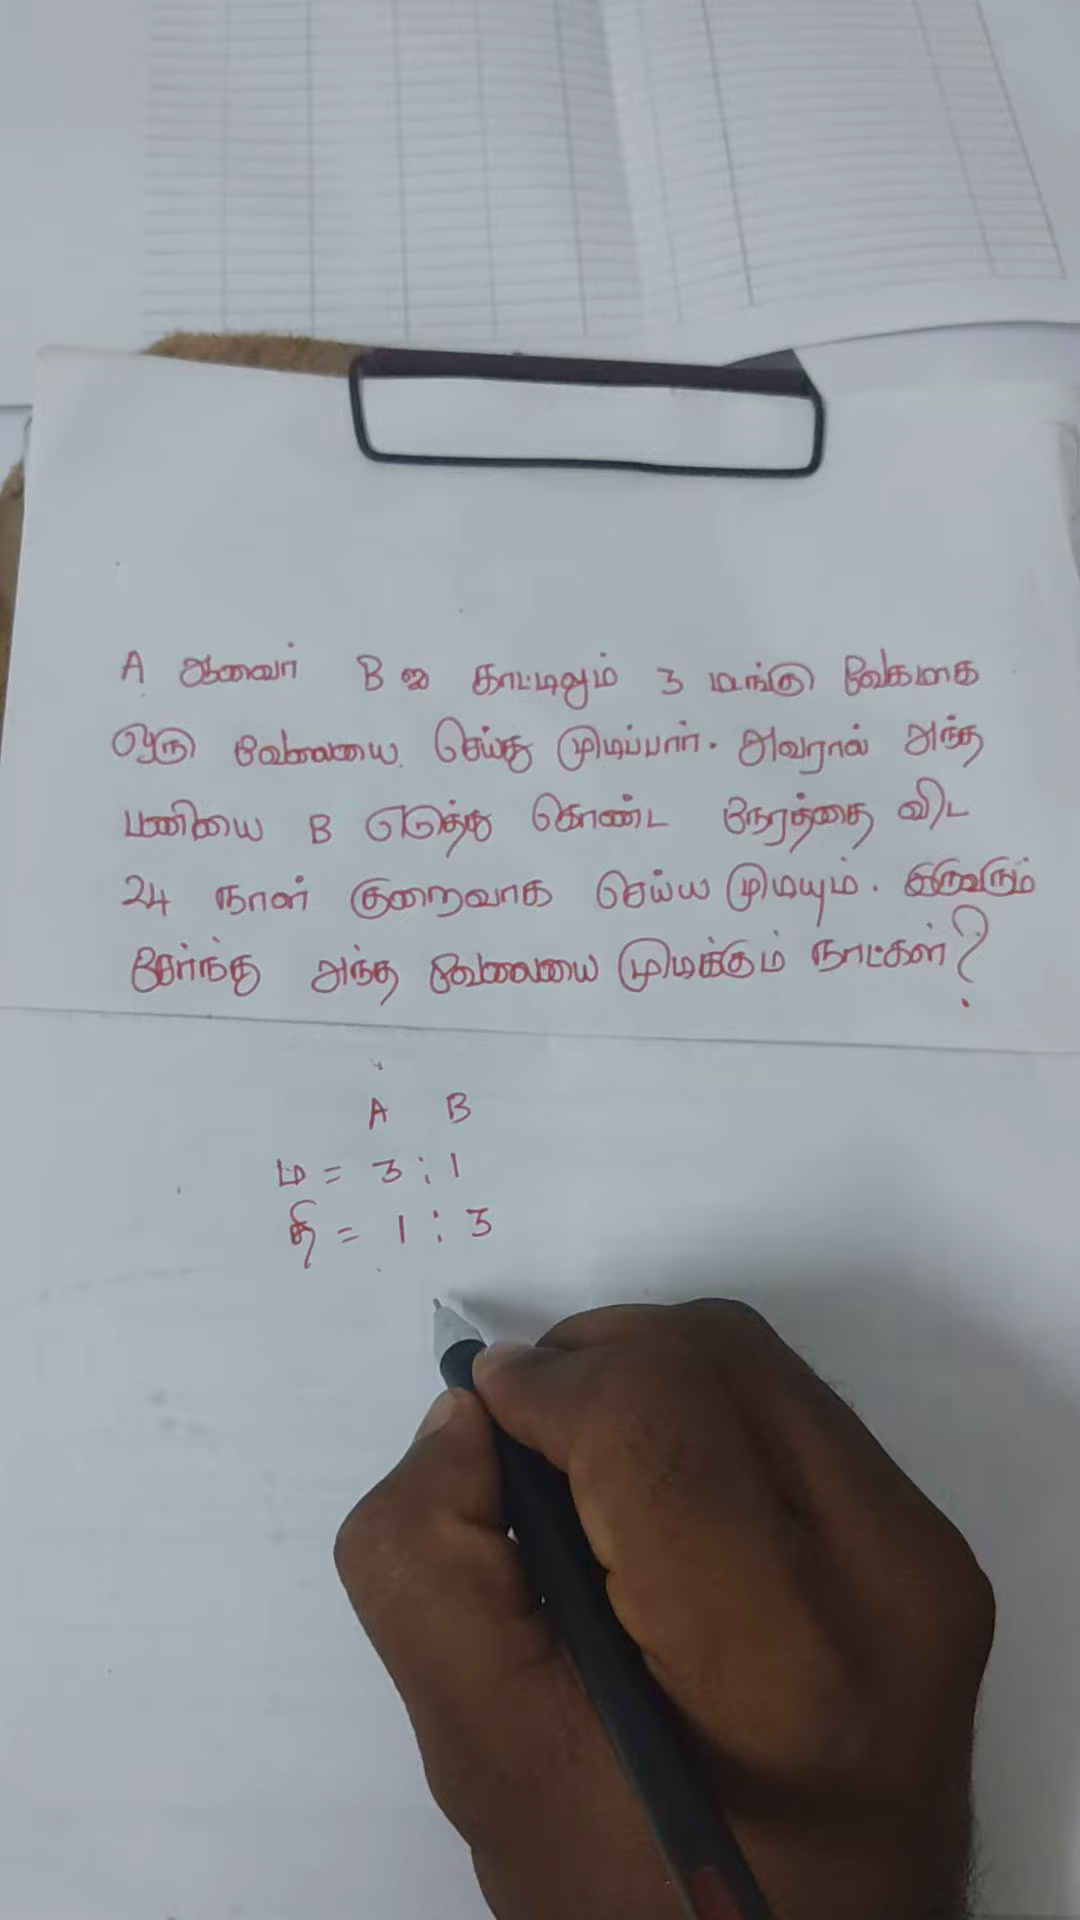 A ஆனவர் B ஐ காட்டிலும் 3 மடங்கு வேகமாக
ஒரு வேலையை செய்து முடிப்பார். அவரால் அந்த
பணியை B எடுத்து கொண்ட நேரத்தை விட
24 நாள் குறைவாக செய்ய முடியும். இருவரும்
சேர்ந்து அந்த வேலையை முடிக்கும் நாட்கள்?
A B
ம = 3 : 1
தி = 1 : 3